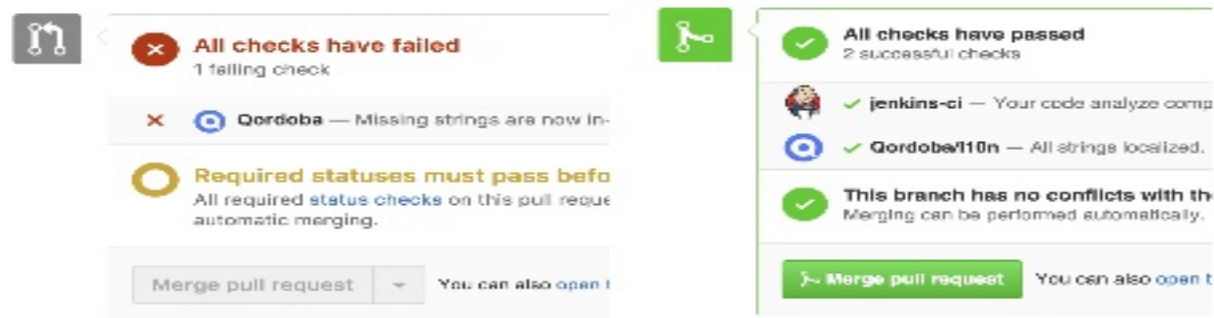 All checks have failed
1 failing check
Qordoba — Missing strings are now in-
Required statuses must pass befo
All required status checks on this pull reque
automatic merging.
Merge pull request
You can also open t
All checks have passed
2 successful checks
jenkins-ci — Your code analyze comp
Qordoba/l10n — All strings localized.
This branch has no conflicts with th
Merging can be performed automatically.
Merge pull request
You can also open t